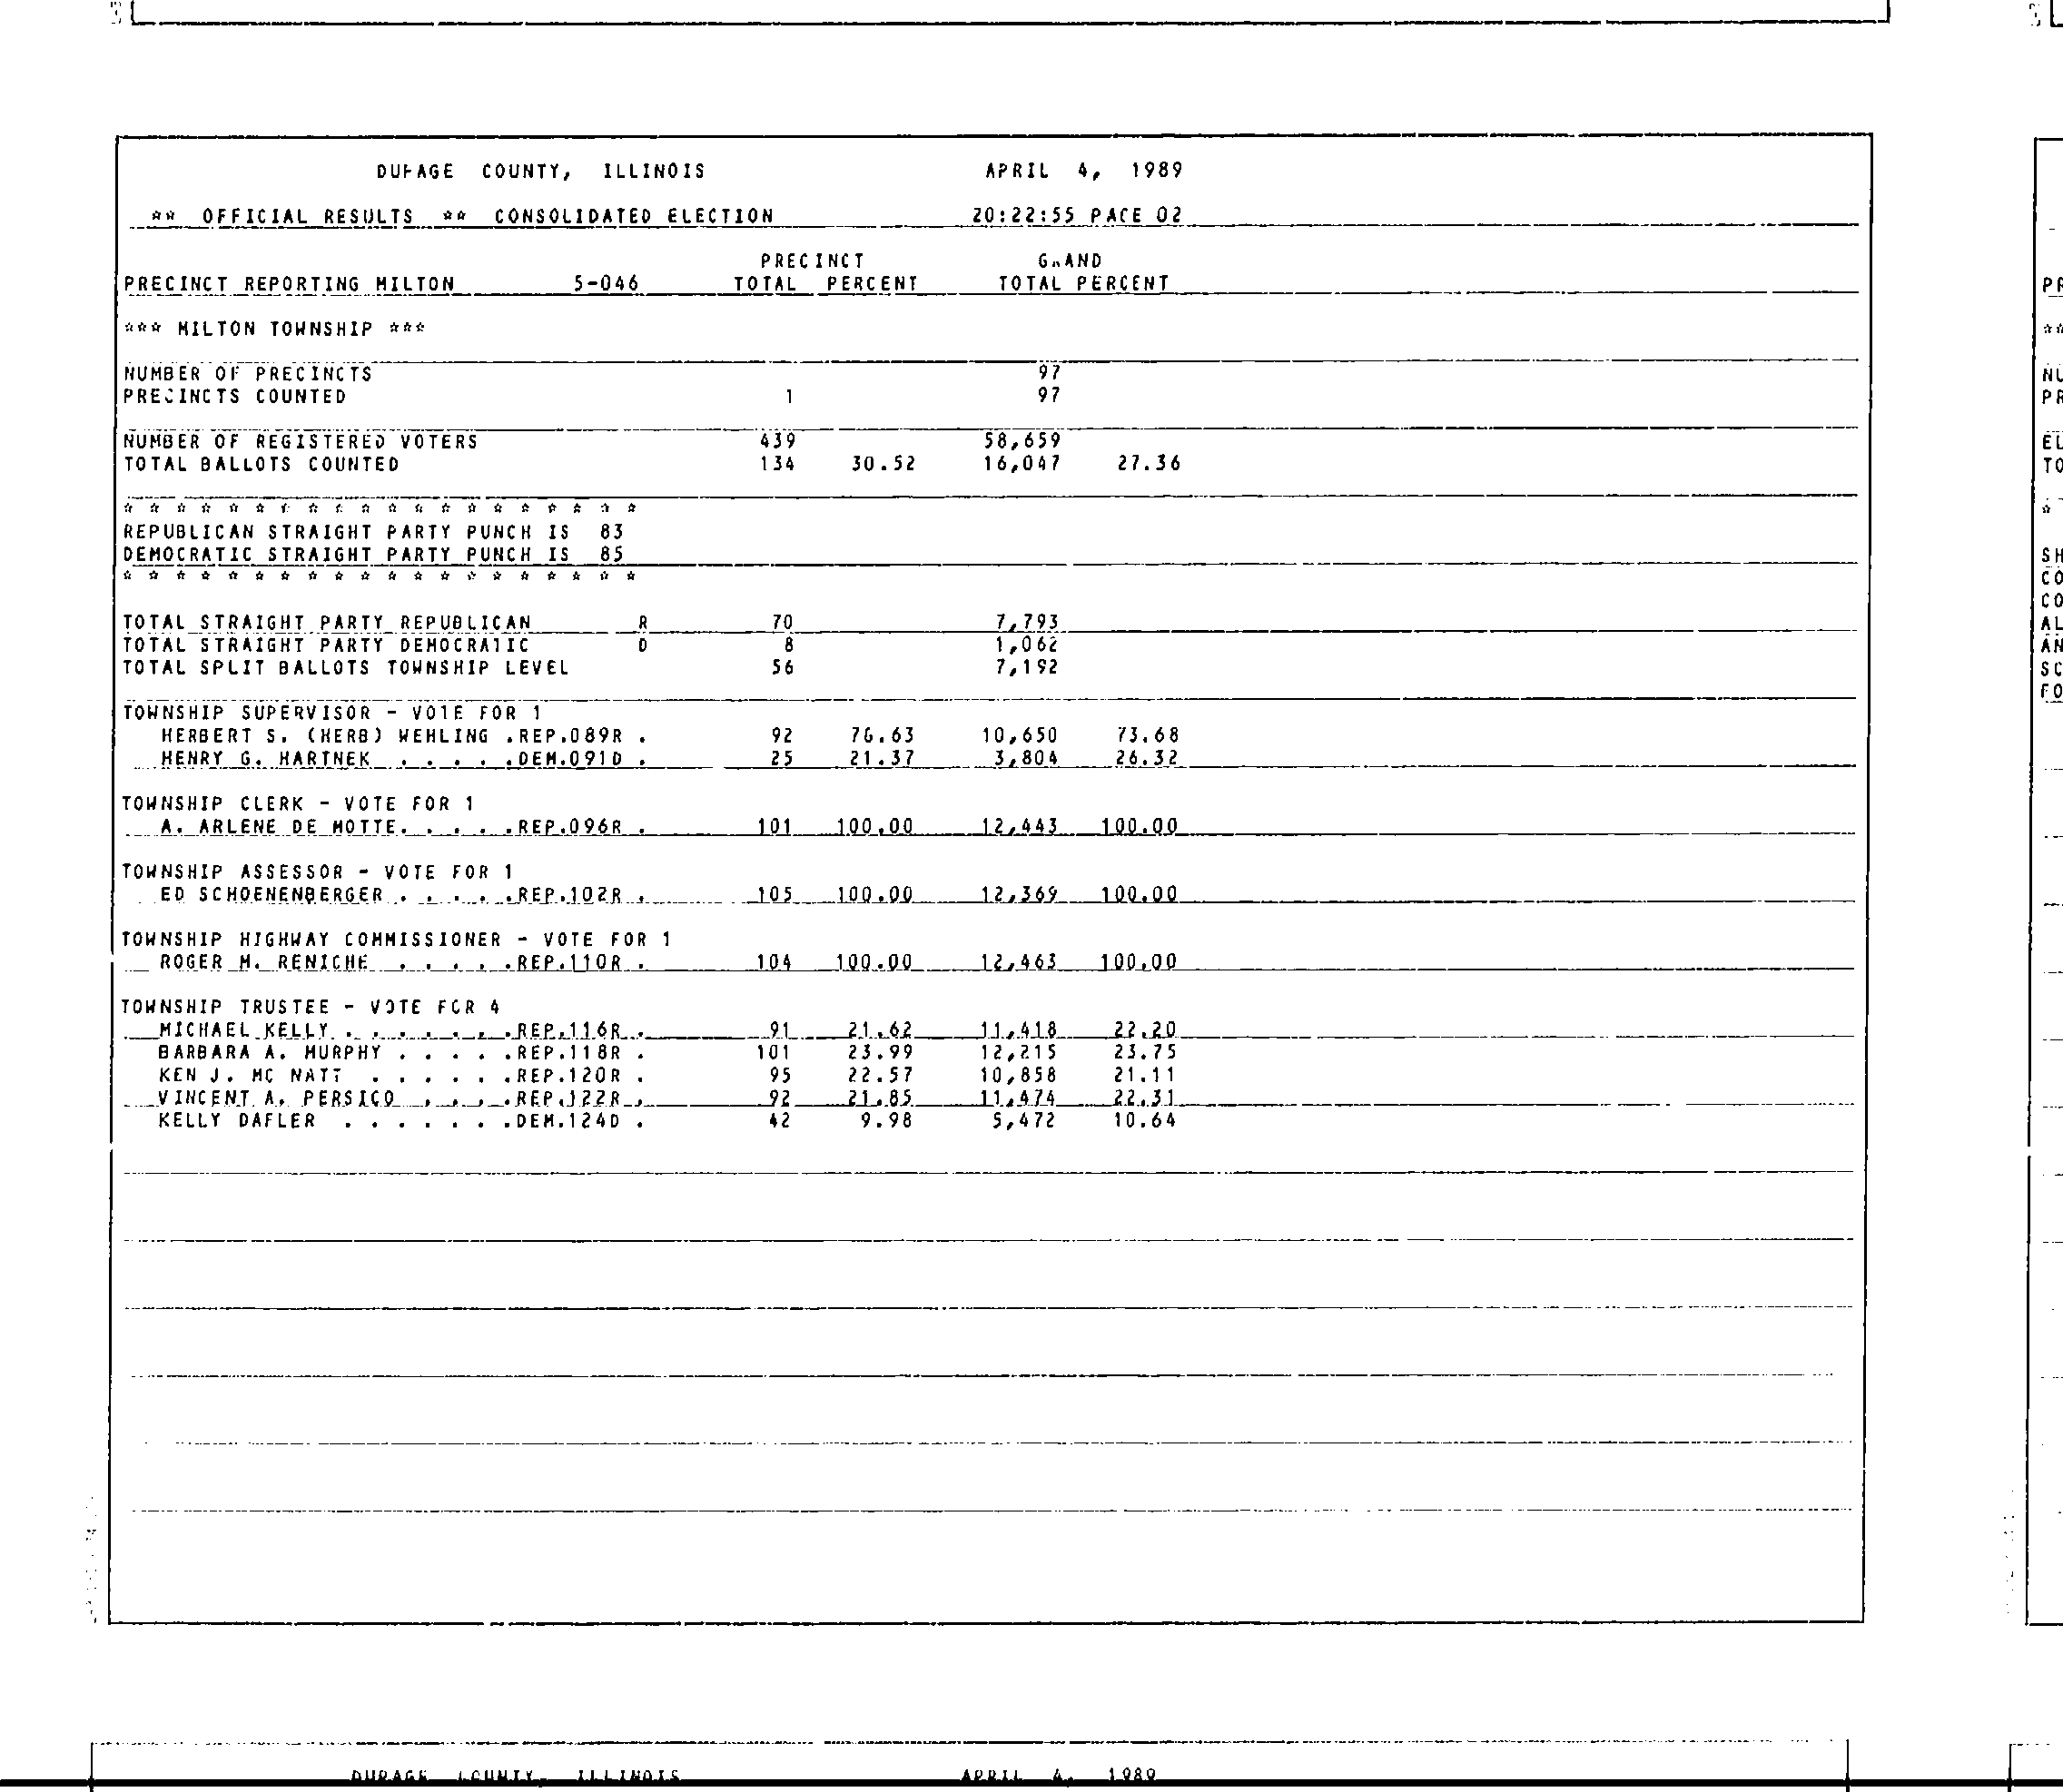 DUPAGE COUNTY, ILLINOIS APRIL 4, 1989
** OFFICIAL RESULTS ** CONSOLIDATED ELECTION 20:22:55 PAGE 02
PRECINCT GRAND
PRECINCT REPORTING MILTON 5-046 TOTAL PERCENT TOTAL PERCENT
*** MILTON TOWNSHIP ***
NUMBER OF PRECINCTS 97
PRECINCTS COUNTED 1 97
NUMBER OF REGISTERED VOTERS 439 58,659
TOTAL BALLOTS COUNTED 134 30.52 16,047 27.36
* * * * * * * * * * * * * * * * * * * *
REPUBLICAN STRAIGHT PARTY PUNCH IS 83
DEMOCRATIC STRAIGHT PARTY PUNCH IS 85
* * * * * * * * * * * * * * * * * * * *
TOTAL STRAIGHT PARTY REPUBLICAN R 70 7,793
TOTAL STRAIGHT PARTY DEMOCRATIC D 8 1,062
TOTAL SPLIT BALLOTS TOWNSHIP LEVEL 56 7,192
TOWNSHIP SUPERVISOR - VOTE FOR 1
HERBERT S. (HERB) WEHLING .REP.089R . 92 78.63 10,650 73.68
HENRY G. HARTNEK . . . . .DEM.091D . 25 21.37 3,804 26.32
TOWNSHIP CLERK - VOTE FOR 1
A. ARLENE DE MOTTE. . . . .REP.096R . 101 100.00 12,443 100.00
TOWNSHIP ASSESSOR - VOTE FOR 1
ED SCHOENENBERGER . . . . .REP.102R . 105 100.00 12,369 100.00
TOWNSHIP HIGHWAY COMMISSIONER - VOTE FOR 1
ROGER M. RENICHE . . . . .REP.110R . 104 100.00 12,463 100.00
TOWNSHIP TRUSTEE - VOTE FOR 4
MICHAEL KELLY . . . . . . .REP.116R . 91 21.62 11,418 22.20
BARBARA A. MURPHY . . . . .REP.118R . 101 23.99 12,215 23.75
KEN J. MC NATT . . . . . .REP.120R . 95 22.57 10,858 21.11
VINCENT A. PERSICO . . . .REP.122R . 92 21.85 11,474 22.31
KELLY DAFLER . . . . . . .DEM.124D . 42 9.98 5,472 10.64
DUPAGE COUNTY, ILLINOIS APRIL 4, 1989